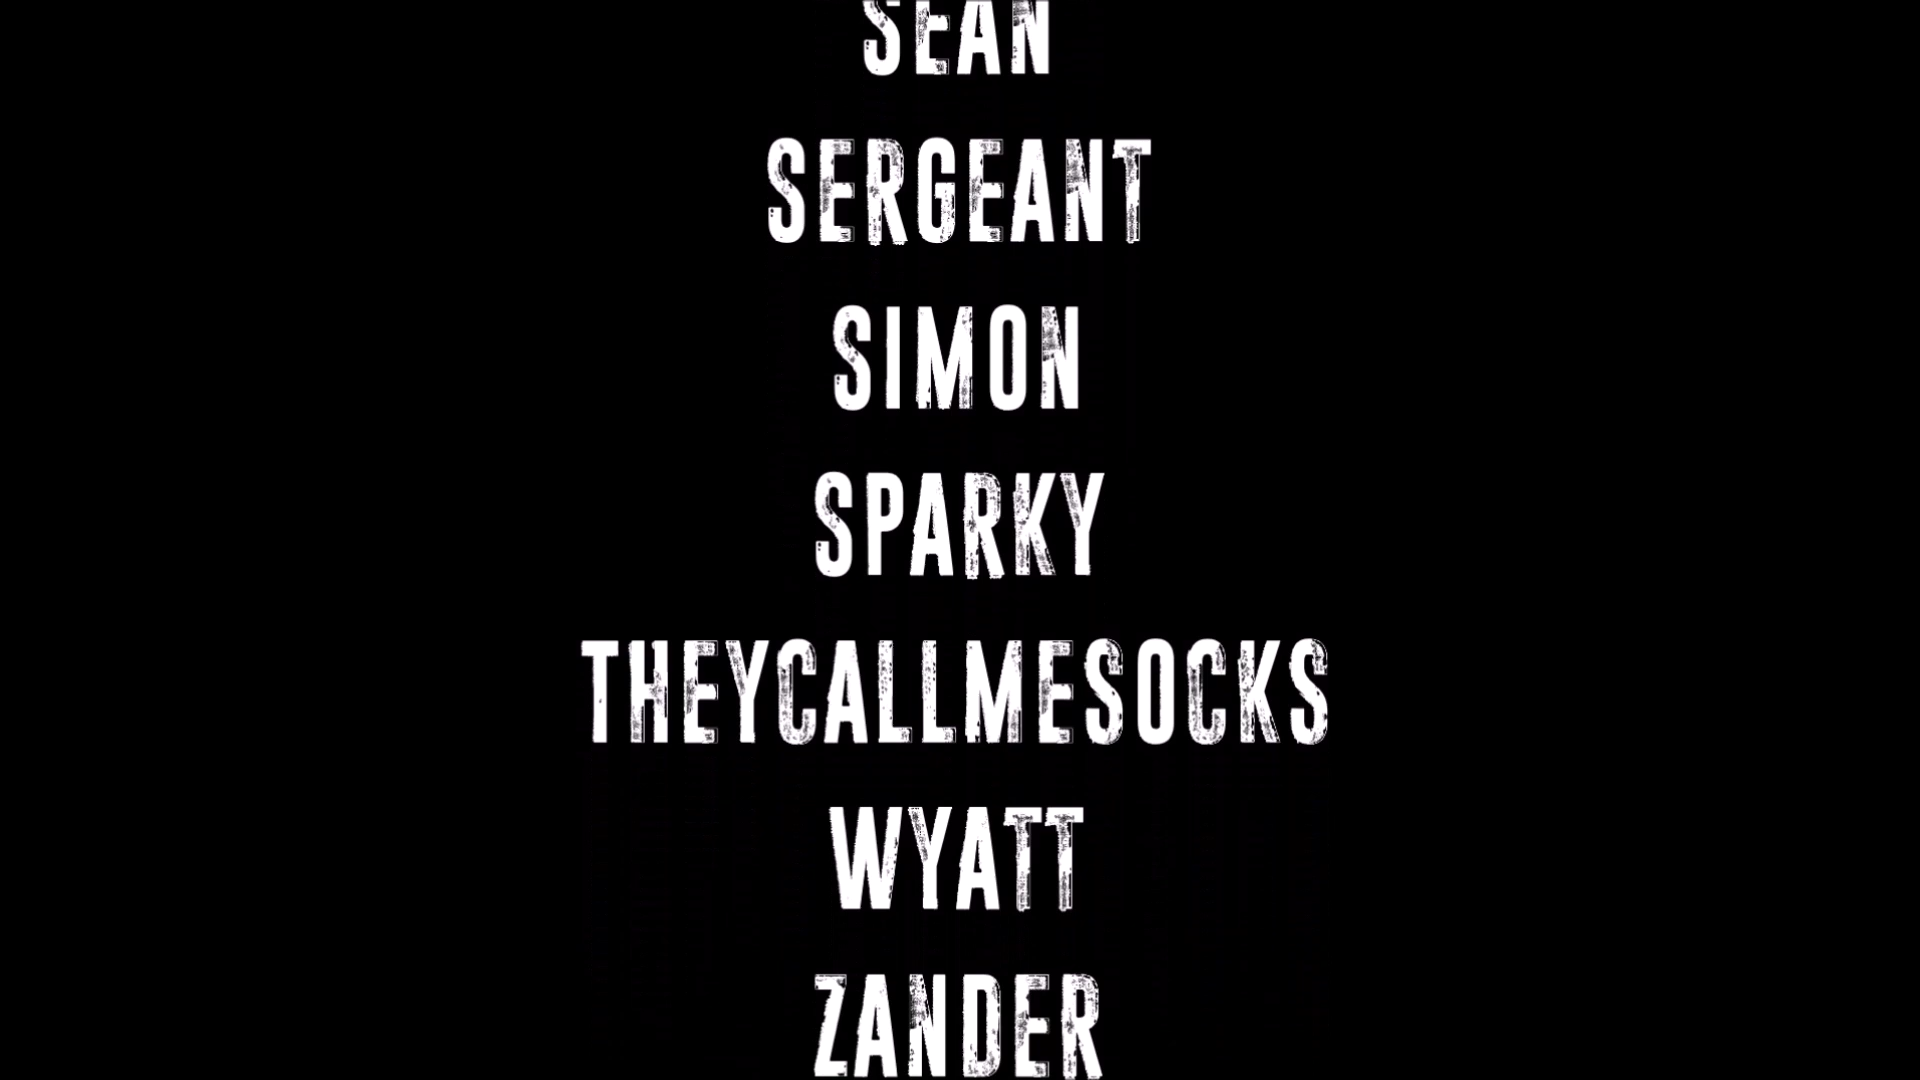 SEAN
SERGEANT
SIMON
SPARKY
THEYCALLMESOCKS
WYATT
ZANDER